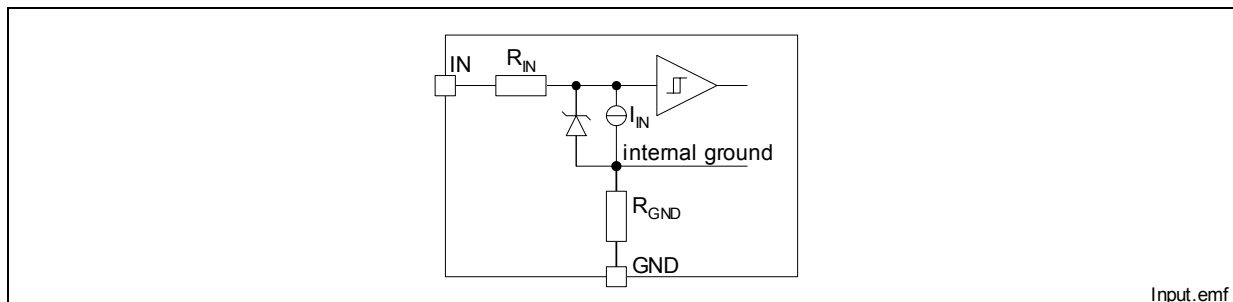 IN
R_IN
I_IN
internal ground
R_GND
GND
Input.emf